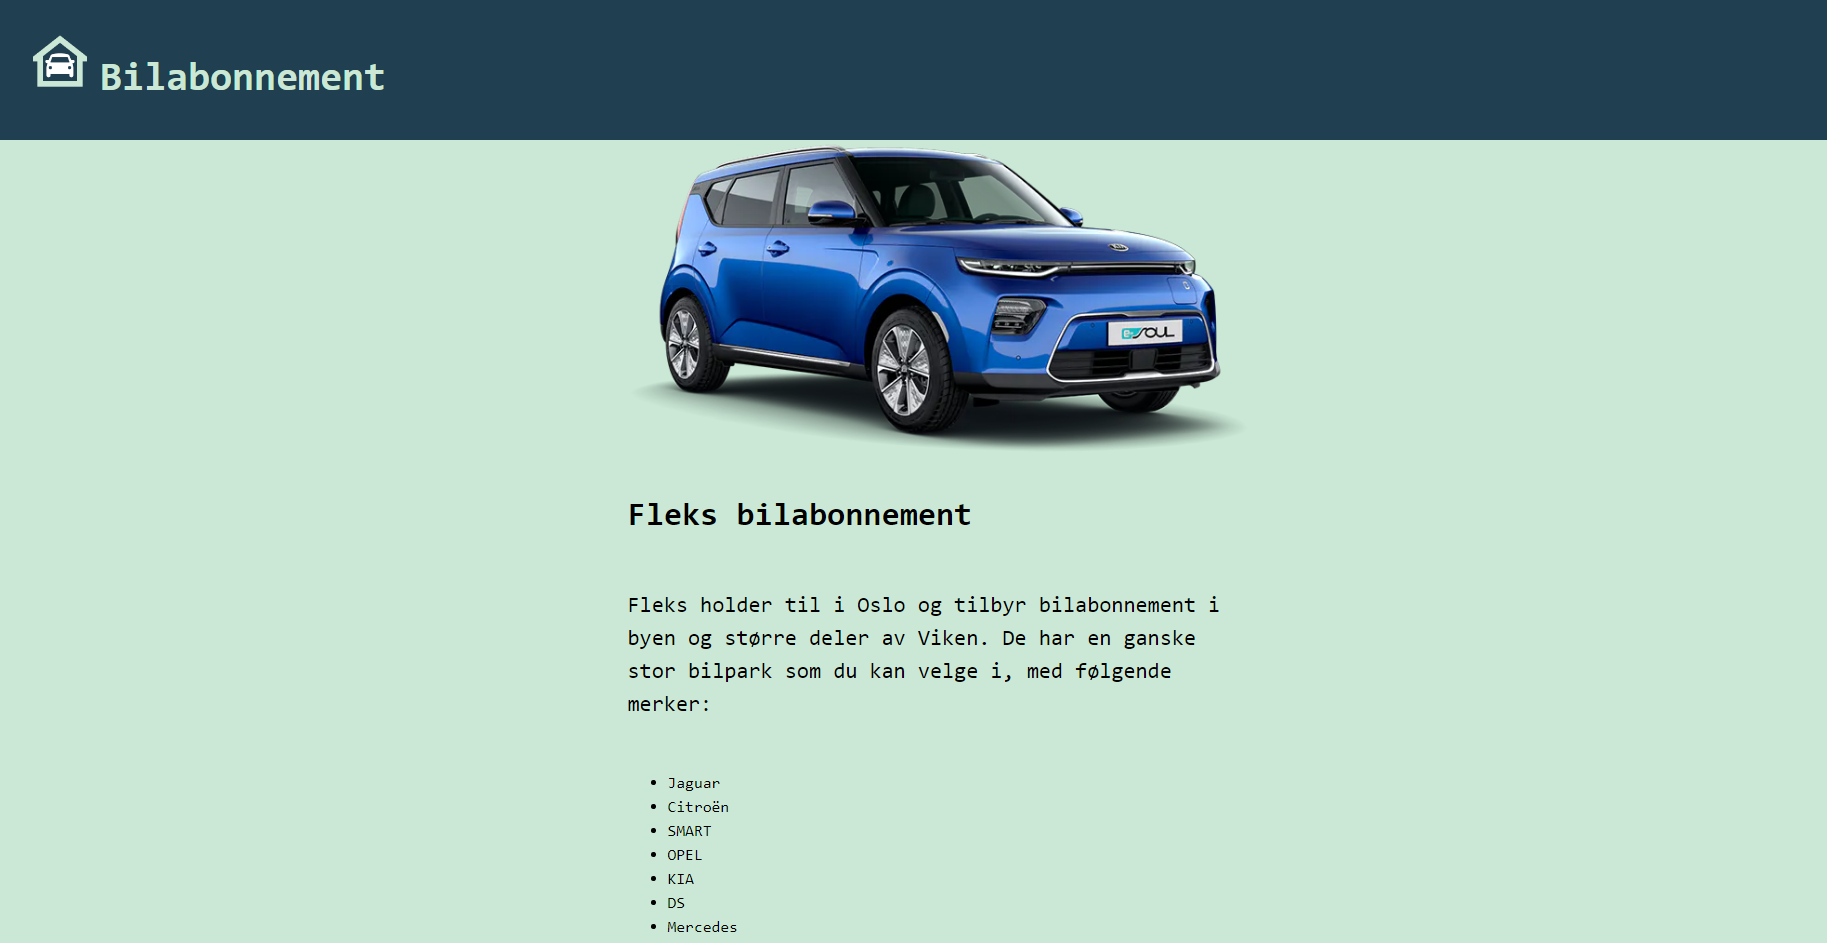 Bilabonnement
e-SOUL
Fleks bilabonnement
Fleks holder til i Oslo og tilbyr bilabonnement i
byen og større deler av Viken. De har en ganske
stor bilpark som du kan velge i, med følgende
merker:
• Jaguar
• Citroën
• SMART
• OPEL
• KIA
• DS
• Mercedes